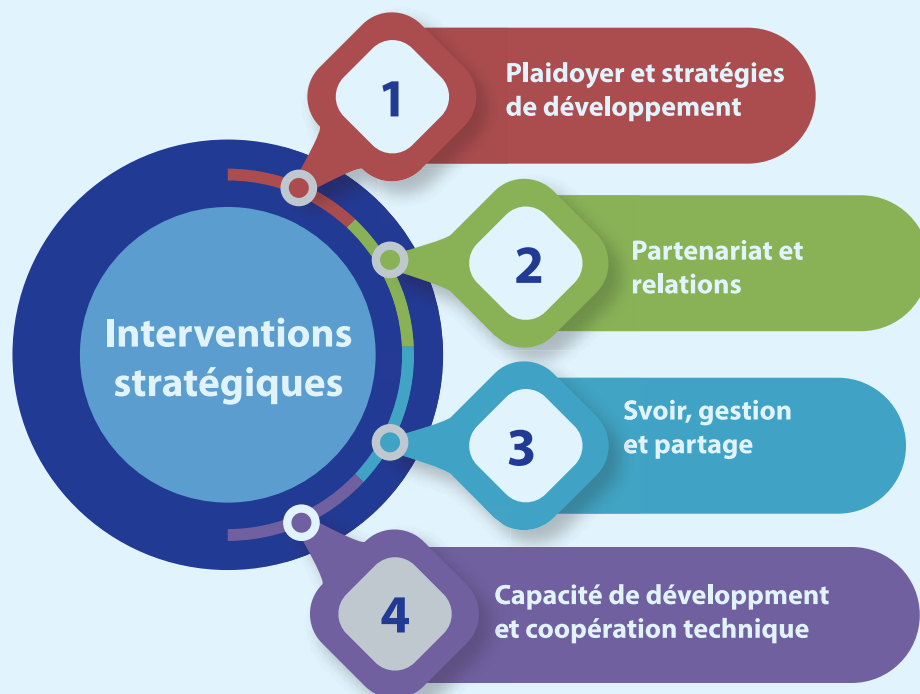 1
Plaidoyer et stratégies
de développement
2
Partenariat et
relations
Interventions
stratégiques
3
Svoir, gestion
et partage
4
Capacité de développment
et coopération technique